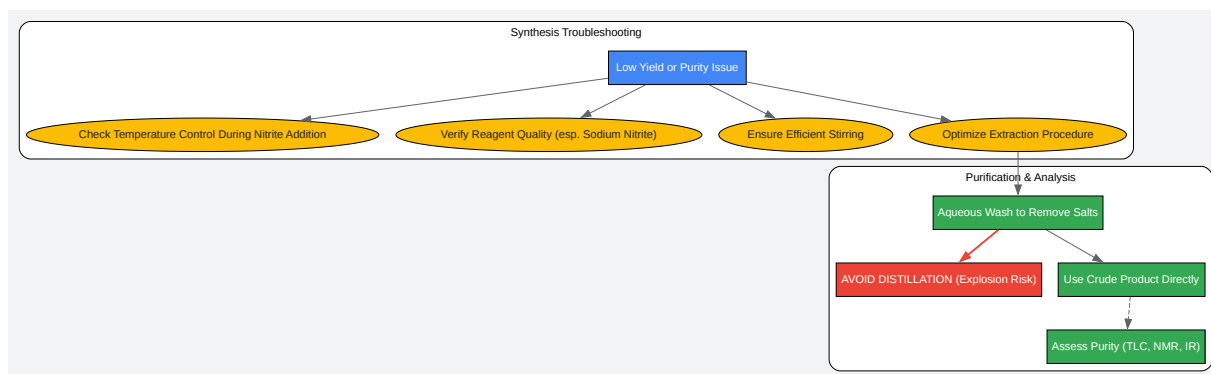 Synthesis Troubleshooting
Low Yield or Purity Issue
Check Temperature Control During Nitrite Addition
Verify Reagent Quality (esp. Sodium Nitrite)
Ensure Efficient Stirring
Optimize Extraction Procedure
Purification & Analysis
Aqueous Wash to Remove Salts
AVOID DISTILLATION (Explosion Risk)
Use Crude Product Directly
Assess Purity (TLC, NMR, IR)